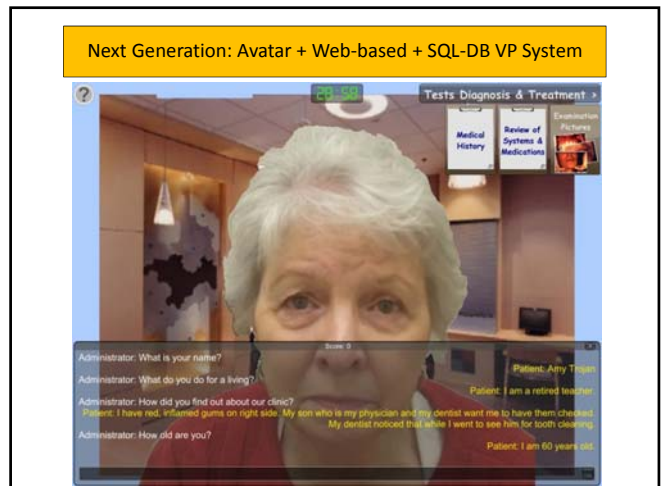 Next Generation: Avatar + Web-based + SQL-DB VP System
?
28:58
Tests Diagnosis & Treatment >
Medical
History
Review of
Systems &
Medications
Examination
Pictures
Score: 0
Administrator: What is your name?
Patient: Amy Trojan
Administrator: What do you do for a living?
Patient: I am a retired teacher.
Administrator: How did you find out about our clinic?
Patient: I have red, inflamed gums on right side. My son who is my physician and my dentist want me to have them checked.
My dentist noticed that while I went to see him for tooth cleaning.
Administrator: How old are you?
Patient: I am 60 years old.